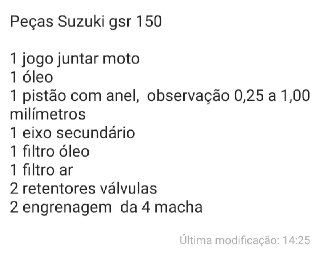 Peças Suzuki gsr 150
1 jogo juntar moto
1 óleo
1 pistão com anel, observação 0,25 a 1,00
milímetros
1 eixo secundário
1 filtro óleo
1 filtro ar
2 retentores válvulas
2 engrenagem da 4 macha
Última modificação: 14:25